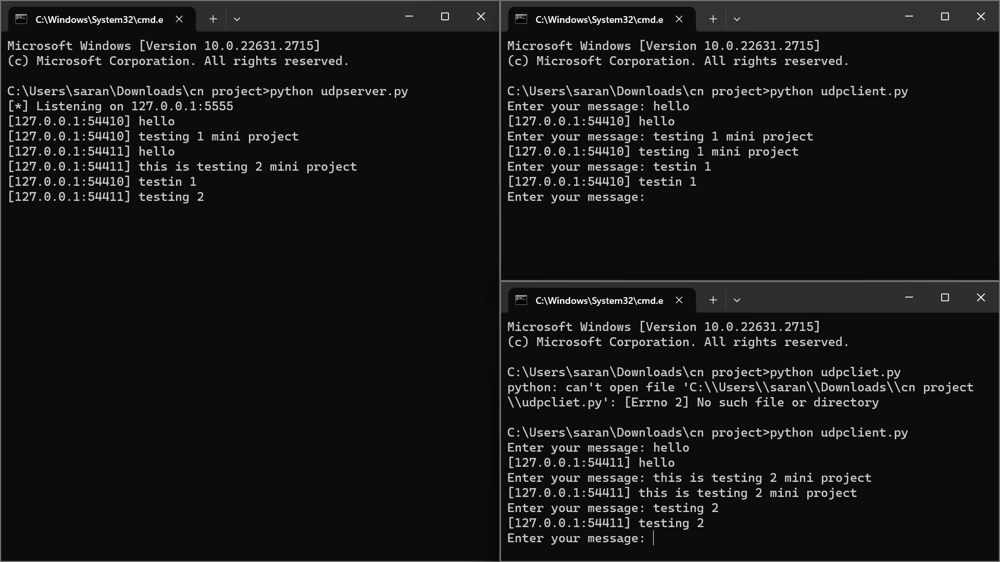 C:\Windows\System32\cmd.e
Microsoft Windows [Version 10.0.22631.2715]
(c) Microsoft Corporation. All rights reserved.
C:\Users\saran\Downloads\cn project>python udpserver.py
[*] Listening on 127.0.0.1:5555
[127.0.0.1:54410] hello
[127.0.0.1:54410] testing 1 mini project
[127.0.0.1:54411] hello
[127.0.0.1:54411] this is testing 2 mini project
[127.0.0.1:54410] testin 1
[127.0.0.1:54411] testing 2
C:\Windows\System32\cmd.e
Microsoft Windows [Version 10.0.22631.2715]
(c) Microsoft Corporation. All rights reserved.
C:\Users\saran\Downloads\cn project>python udpclient.py
Enter your message: hello
[127.0.0.1:54410] hello
Enter your message: testing 1 mini project
[127.0.0.1:54410] testing 1 mini project
Enter your message: testin 1
[127.0.0.1:54410] testin 1
Enter your message:
C:\Windows\System32\cmd.e
Microsoft Windows [Version 10.0.22631.2715]
(c) Microsoft Corporation. All rights reserved.
C:\Users\saran\Downloads\cn project>python udpcliet.py
python: can't open file 'C:\\Users\\saran\\Downloads\\cn project
\\udpcliet.py': [Errno 2] No such file or directory
C:\Users\saran\Downloads\cn project>python udpclient.py
Enter your message: hello
[127.0.0.1:54411] hello
Enter your message: this is testing 2 mini project
[127.0.0.1:54411] this is testing 2 mini project
Enter your message: testing 2
[127.0.0.1:54411] testing 2
Enter your message: